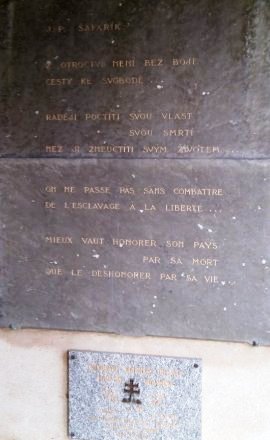 J. P. ŠAFAŘÍK
Z OTROCTVÍ NENÍ BEZ BOJE
CESTY KE SVOBODĚ...
RADĚJI POCTÍTI SVOU VLAST
SVOU SMRTÍ
NEŽ JI ZNEUCTÍTI SVÝM ŽIVOTEM...
ON NE PASSE PAS SANS COMBATTRE
DE L'ESCLAVAGE A LA LIBERTE...
MIEUX VAUT HONORER SON PAYS
PAR SA MORT
QUE LE DESHONORER PAR SA VIE...